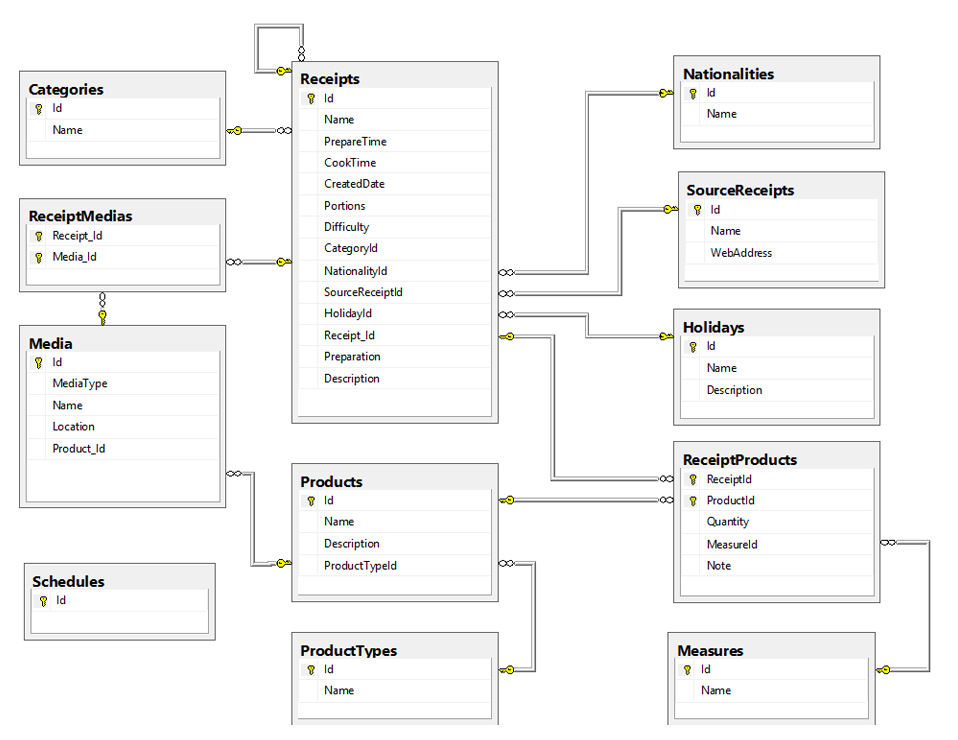 Categories
Id
Name
ReceiptMedias
Receipt_Id
Media_Id
Media
Id
MediaType
Name
Location
Product_Id
Schedules
Id
Receipts
Id
Name
PrepareTime
CookTime
CreatedDate
Portions
Difficulty
CategoryId
NationalityId
SourceReceiptId
HolidayId
Receipt_Id
Preparation
Description
Products
Id
Name
Description
ProductTypeId
ProductTypes
Id
Name
Nationalities
Id
Name
SourceReceipts
Id
Name
WebAddress
Holidays
Id
Name
Description
ReceiptProducts
ReceiptId
ProductId
Quantity
MeasureId
Note
Measures
Id
Name